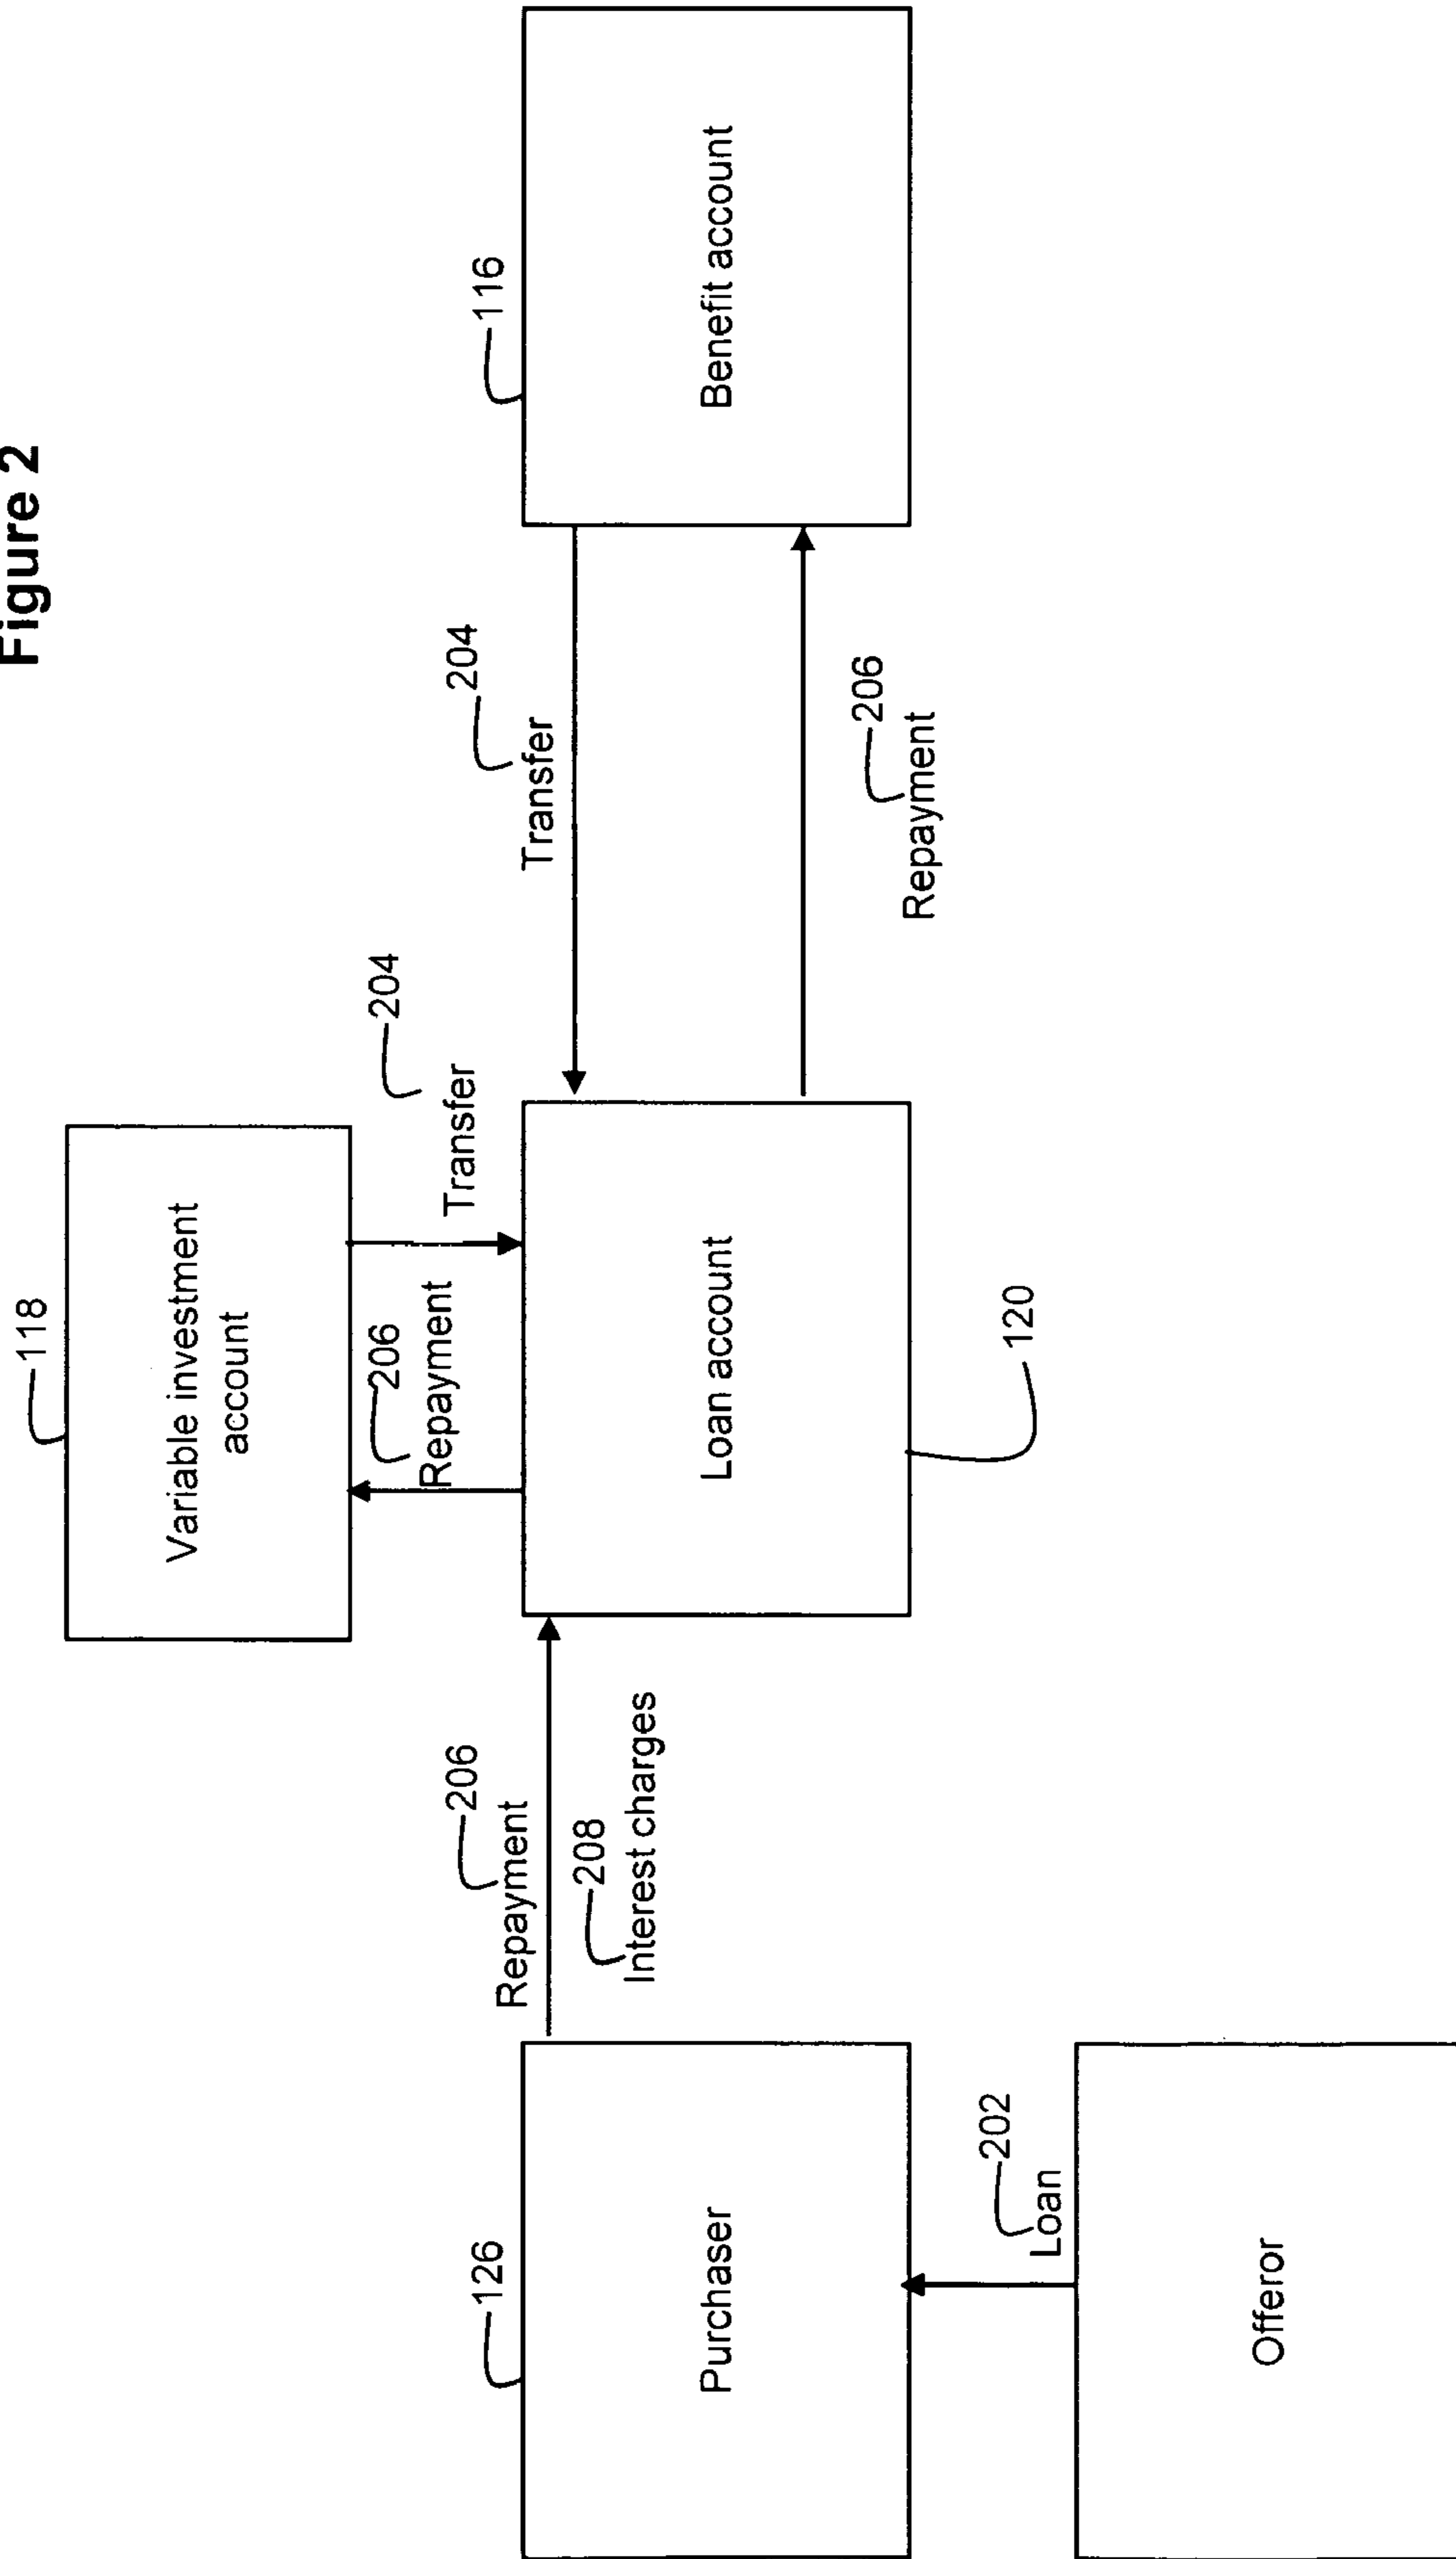 Figure 2
118
Variable investment
account
206
Repayment
204
Transfer
204
Transfer
116
Benefit account
126
Purchaser
206
Repayment
208
Interest charges
Loan account
120
206
Repayment
202
Loan
Offeror